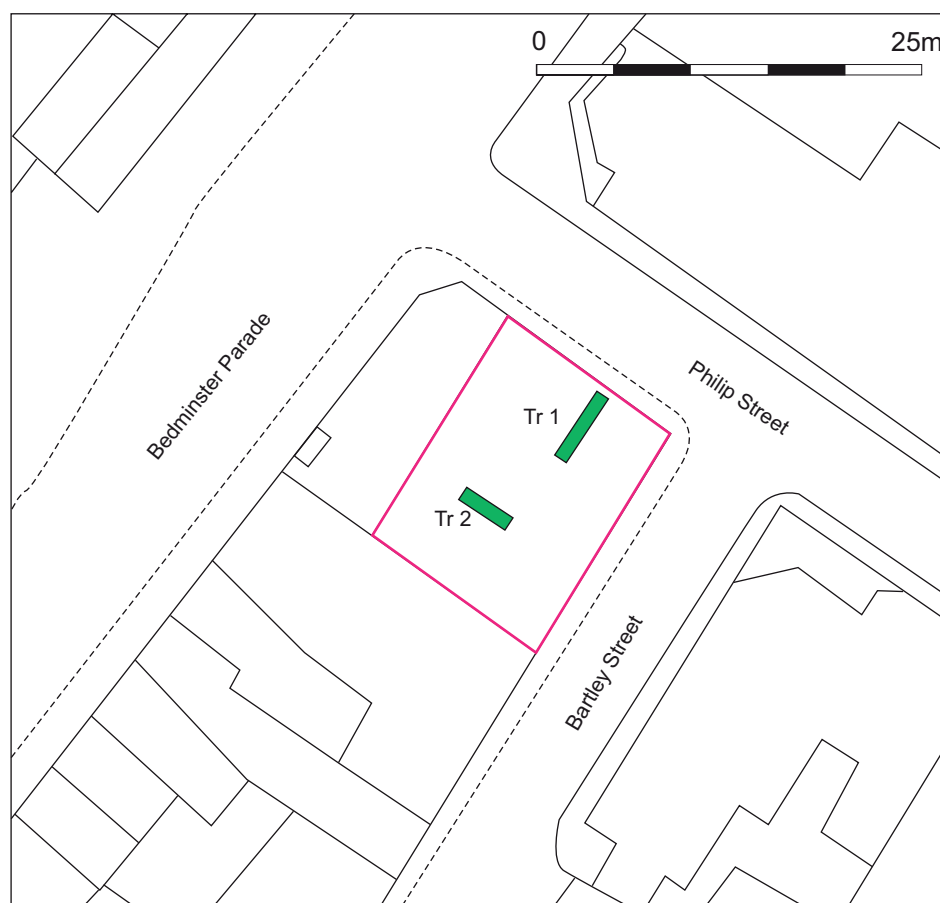 0 25m
Bedminster Parade
Philip Street
Tr 1
Tr 2
Bartley Street